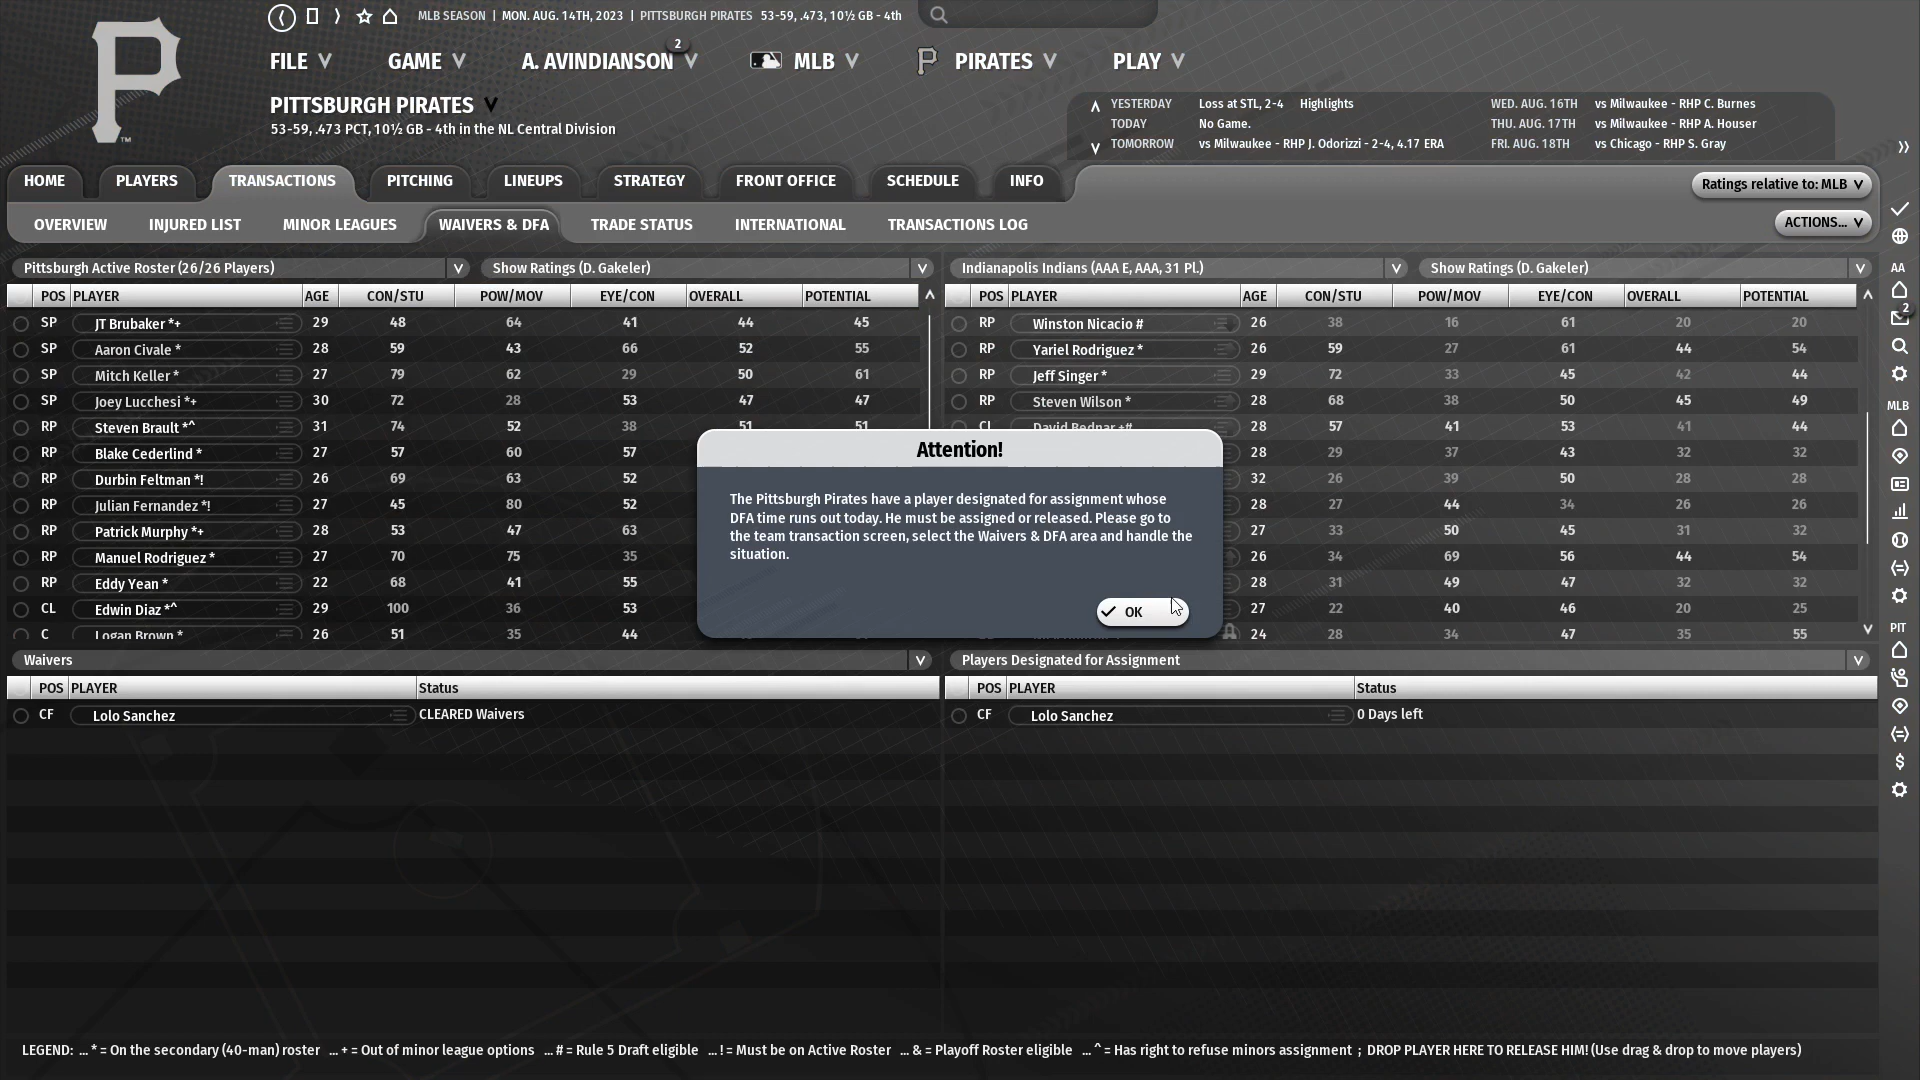 MLB SEASON | MON. AUG. 14TH, 2023 | PITTSBURGH PIRATES 53-59, .473, 10½ GB - 4th
FILE GAME A. AVINDIANSON 2 MLB PIRATES PLAY
PITTSBURGH PIRATES
53-59, .473 PCT, 10½ GB - 4th in the NL Central Division
YESTERDAY Loss at STL, 2-4 Highlights WED. AUG. 16TH vs Milwaukee - RHP C. Burnes
TODAY No Game. THU. AUG. 17TH vs Milwaukee - RHP A. Houser
TOMORROW vs Milwaukee - RHP J. Odorizzi - 2-4, 4.17 ERA FRI. AUG. 18TH vs Chicago - RHP S. Gray
HOME PLAYERS TRANSACTIONS PITCHING LINEUPS STRATEGY FRONT OFFICE SCHEDULE INFO Ratings relative to: MLB
OVERVIEW INJURED LIST MINOR LEAGUES WAIVERS & DFA TRADE STATUS INTERNATIONAL TRANSACTIONS LOG ACTIONS...
Pittsburgh Active Roster (26/26 Players) Show Ratings (D. Gakeler) Indianapolis Indians (AAA E, AAA, 31 Pl.) Show Ratings (D. Gakeler)
POS PLAYER AGE CON/STU POW/MOV EYE/CON OVERALL POTENTIAL POS PLAYER AGE CON/STU POW/MOV EYE/CON OVERALL POTENTIAL
SP JT Brubaker *+ 29 48 64 41 44 45 RP Winston Nicacio # 26 38 16 61 20 20
SP Aaron Civale * 28 59 43 66 52 55 RP Yariel Rodriguez * 26 59 27 61 44 54
SP Mitch Keller * 27 79 62 29 50 61 RP Jeff Singer * 29 72 33 45 42 44
SP Joey Lucchesi *+ 30 72 28 53 47 47 RP Steven Wilson * 28 68 38 50 45 49
RP Steven Brault *^ 31 74 52 38 51 51 CL David Bednar +# 28 57 41 53 41 44
RP Blake Cederlind * 27 57 60 57 28 29 37 43 32 32
RP Durbin Feltman *! 26 69 63 52 32 26 39 50 28 28
RP Julian Fernandez *! 27 45 80 52 28 27 44 34 26 26
RP Patrick Murphy *+ 28 53 47 63 27 33 50 45 31 32
RP Manuel Rodriguez * 27 70 75 35 26 34 69 56 44 54
RP Eddy Yean * 22 68 41 55 28 31 49 47 32 32
CL Edwin Diaz *^ 29 100 36 53 27 22 40 46 20 25
C Logan Brown * 26 51 35 44 24 28 34 47 35 55
Attention!
The Pittsburgh Pirates have a player designated for assignment whose
DFA time runs out today. He must be assigned or released. Please go to
the team transaction screen, select the Waivers & DFA area and handle the
situation.
OK
Waivers Players Designated for Assignment
POS PLAYER Status POS PLAYER Status
CF Lolo Sanchez CLEARED Waivers CF Lolo Sanchez 0 Days left
AA
2
MLB
PIT
LEGEND: ... * = On the secondary (40-man) roster ... + = Out of minor league options ... # = Rule 5 Draft eligible ... ! = Must be on Active Roster ... & = Playoff Roster eligible ... ^ = Has right to refuse minors assignment ; DROP PLAYER HERE TO RELEASE HIM! (Use drag & drop to move players)